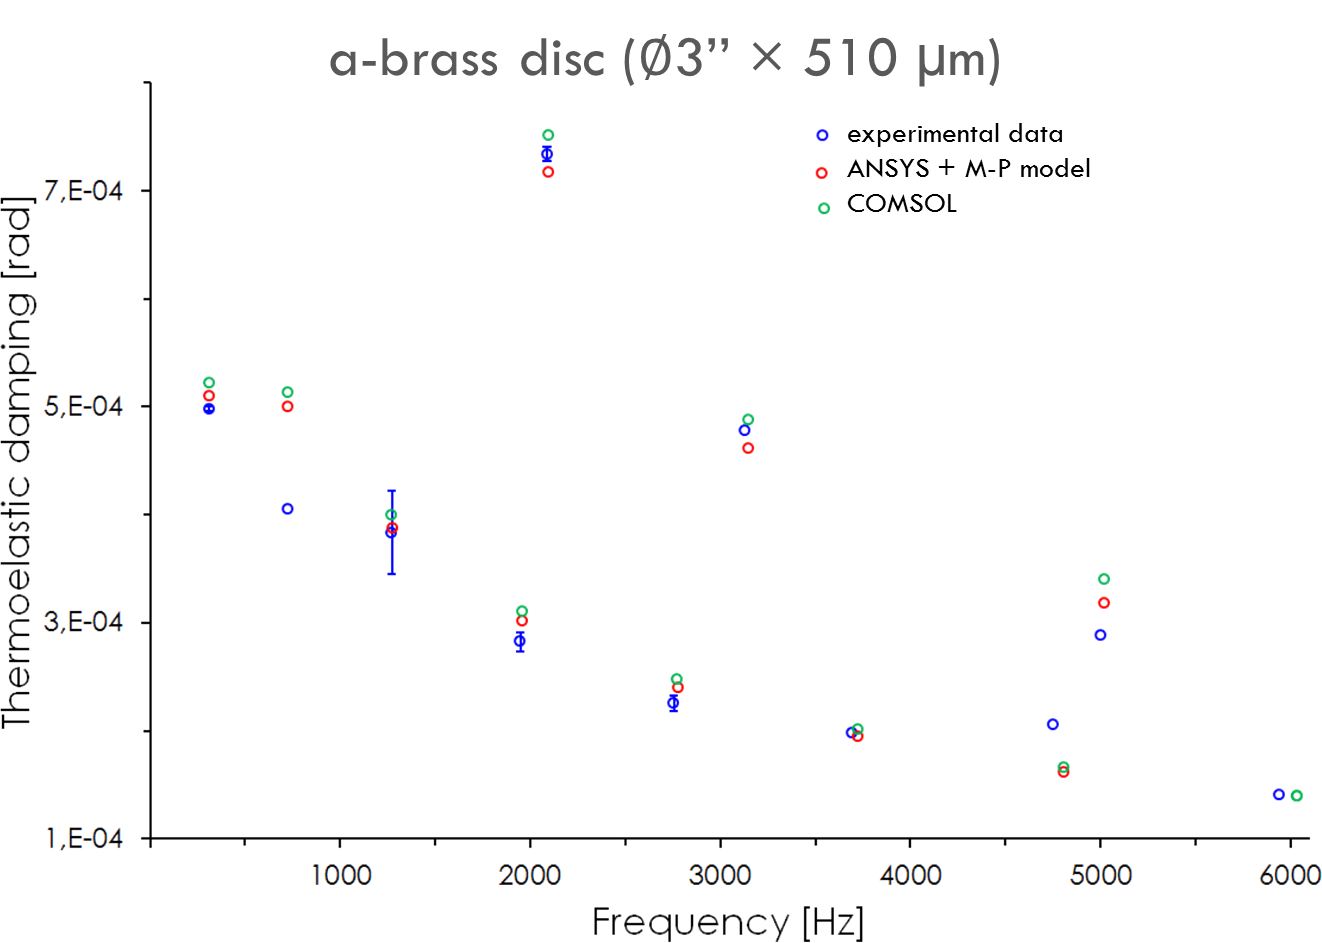 a-brass disc (Ø3” × 510 µm)
experimental data
ANSYS + M-P model
COMSOL
Thermoelastic damping [rad]
7,E-04
5,E-04
3,E-04
1,E-04
1000 2000 3000 4000 5000 6000
Frequency [Hz]